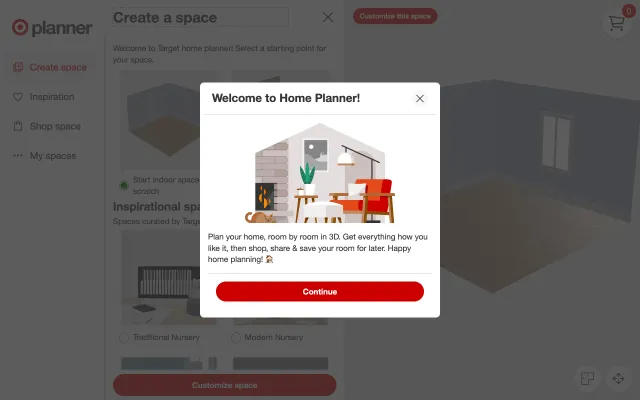 planner
Create a space
Customize this space
0
Welcome to Target home planner! Select a starting point for
your space.
Create space
Inspiration
Shop space
My spaces
Start indoor space
scratch
Inspirational spa
Spaces curated by Targe
Traditional Nursery
Modern Nursery
Customize space
Welcome to Home Planner!
Plan your home, room by room in 3D. Get everything how you
like it, then shop, share & save your room for later. Happy
home planning!
Continue